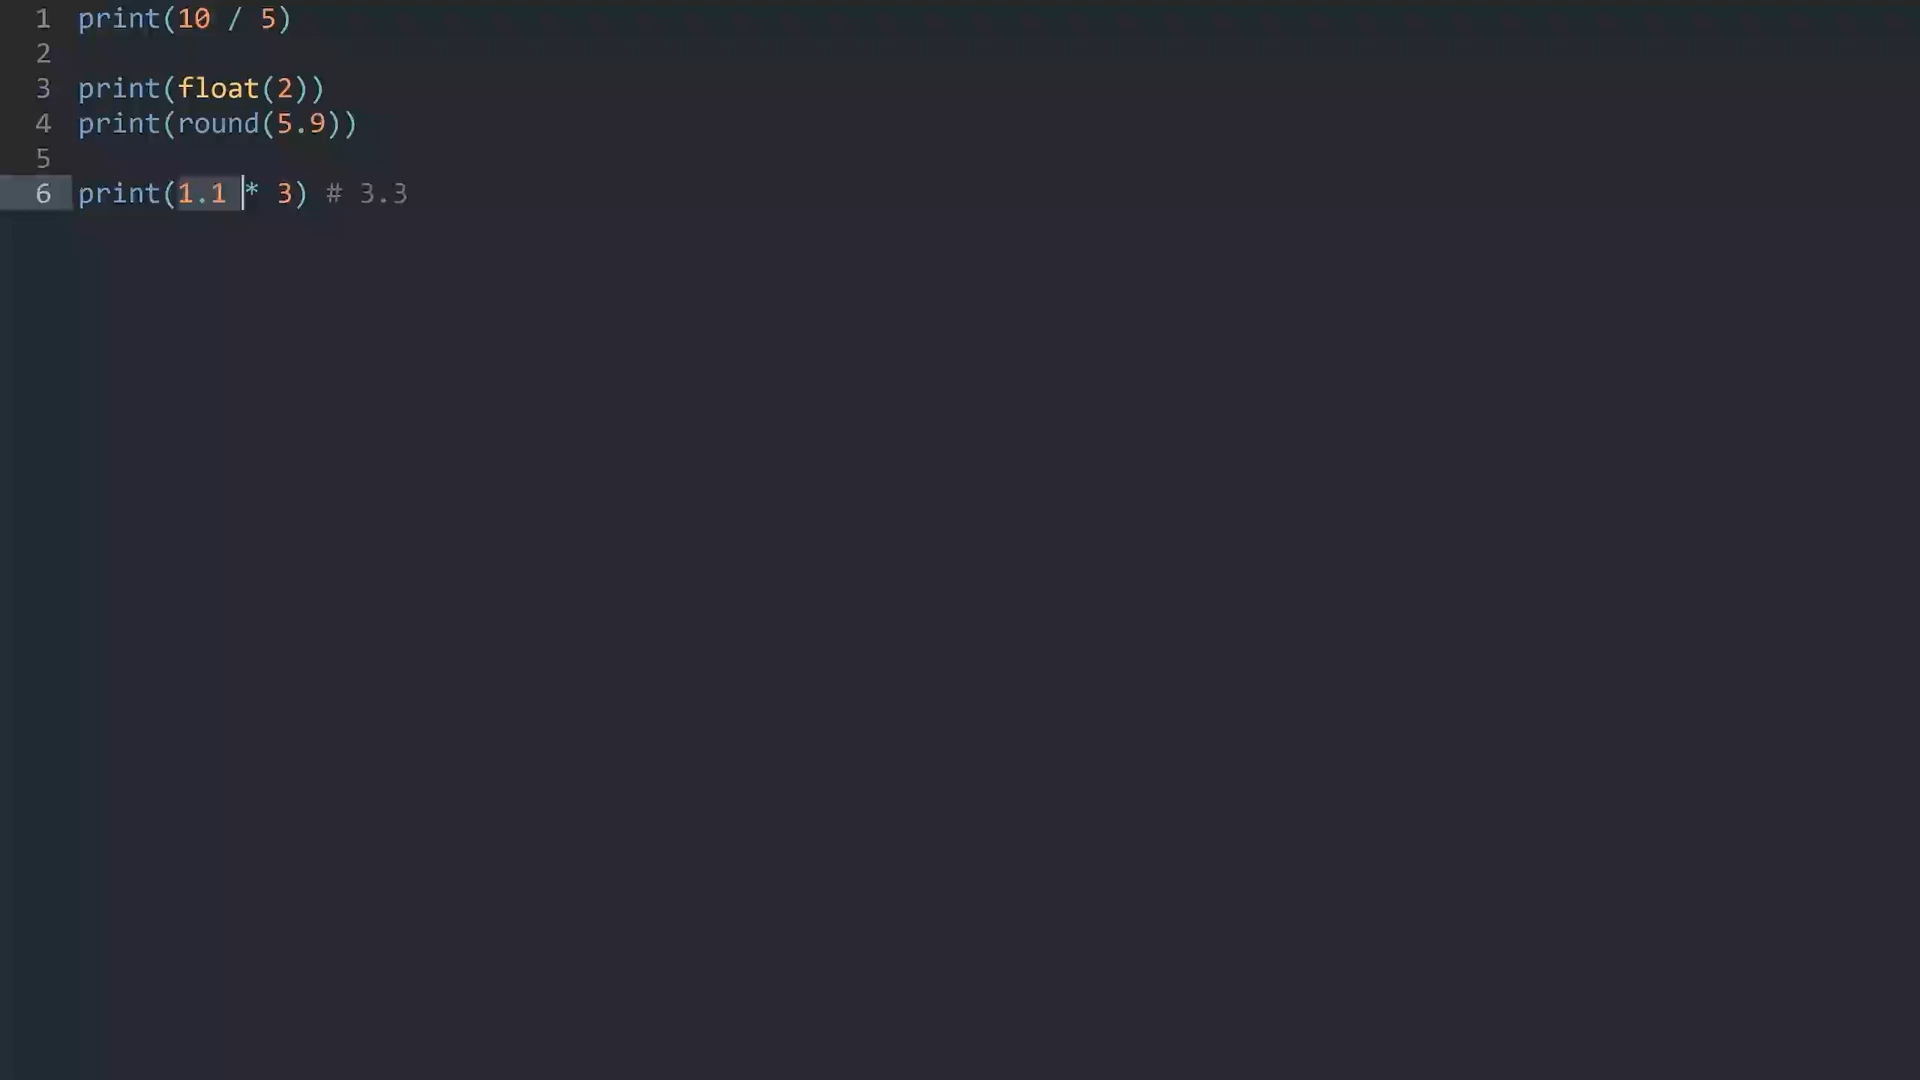 1 print(10 / 5)
2
3 print(float(2))
4 print(round(5.9))
5
6 print(1.1 * 3) # 3.3